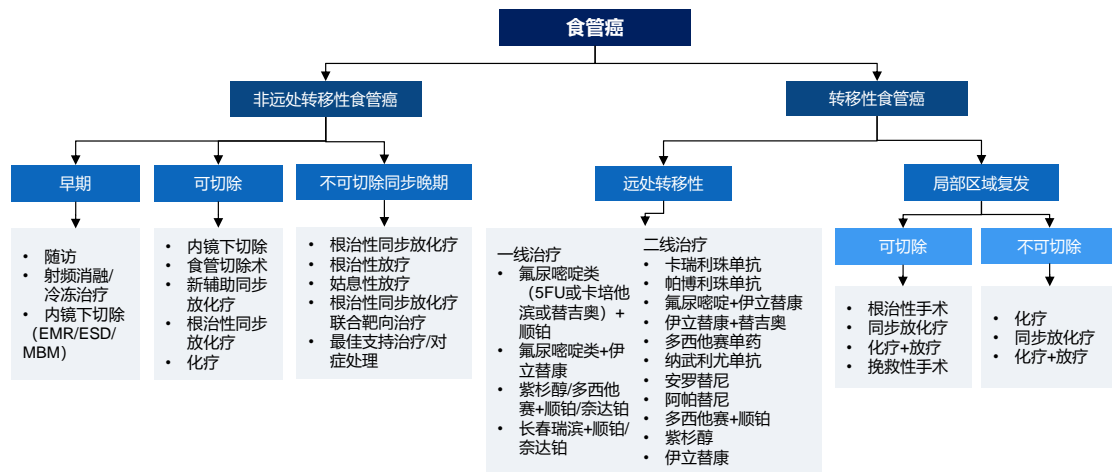 食管癌
非远处转移性食管癌
转移性食管癌
早期
可切除
不可切除同步晚期
远处转移性
局部区域复发
• 随访
• 射频消融/
冷冻治疗
• 内镜下切除
（EMR/ESD/
MBM）
• 内镜下切除
• 食管切除术
• 新辅助同步
放化疗
• 根治性同步
放化疗
• 化疗
• 根治性同步放化疗
• 根治性放疗
• 姑息性放疗
• 根治性同步放化疗
联合靶向治疗
• 最佳支持治疗/对
症处理
一线治疗
• 氟尿嘧啶类
（5FU或卡培他
滨或替吉奥）+
顺铂
• 氟尿嘧啶类+伊
立替康
• 紫杉醇/多西他
赛+顺铂/奈达铂
• 长春瑞滨+顺铂/
奈达铂
二线治疗
• 卡瑞利珠单抗
• 帕博利珠单抗
• 氟尿嘧啶+伊立替康
• 伊立替康+替吉奥
• 多西他赛单药
• 纳武利尤单抗
• 安罗替尼
• 阿帕替尼
• 多西他赛+顺铂
• 紫杉醇
• 伊立替康
可切除
不可切除
• 根治性手术
• 同步放化疗
• 化疗+放疗
• 挽救性手术
• 化疗
• 同步放化疗
• 化疗+放疗